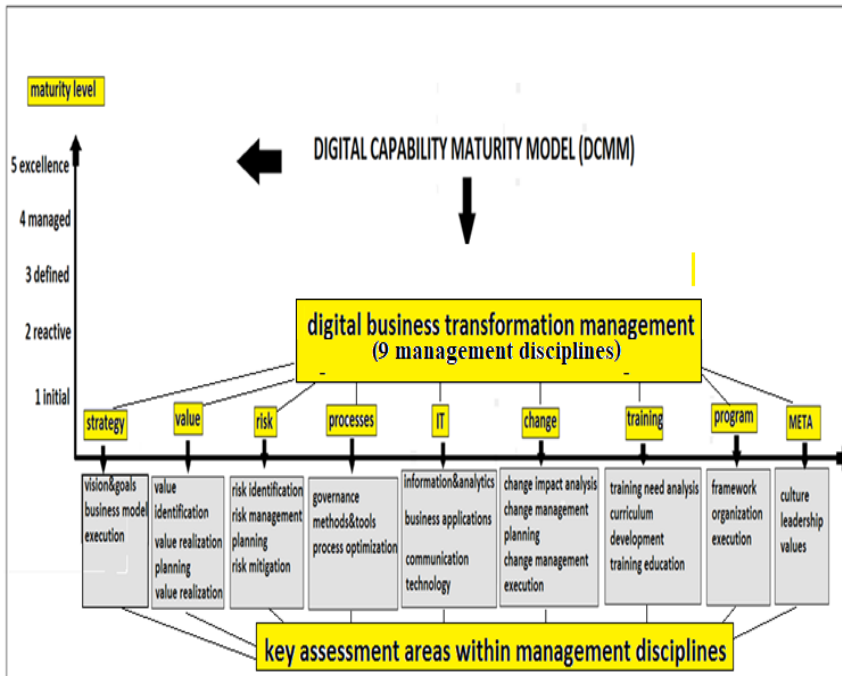 maturity level
DIGITAL CAPABILITY MATURITY MODEL (DCMM)
5 excellence
4 managed
3 defined
2 reactive
1 initial
digital business transformation management
(9 management disciplines)
strategy
value
risk
processes
IT
change
training
program
META
vision&goals
business model
execution
value
identification
value realization
planning
value realization
risk identification
risk management
planning
risk mitigation
governance
methods&tools
process optimization
information&analytics
business applications
communication
technology
change impact analysis
change management
planning
change management
execution
training need analysis
curriculum
development
training education
framework
organization
execution
culture
leadership
values
key assessment areas within management disciplines